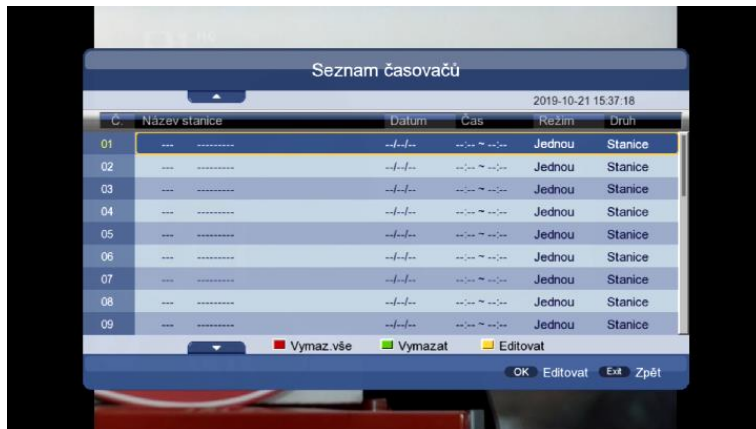 Seznam časovačů
2019-10-21 15:37:18
Č. Název stanice Datum Čas Režim Druh
01 --- --------- --/--/-- --:-- ~ --:-- Jednou Stanice
02 --- --------- --/--/-- --:-- ~ --:-- Jednou Stanice
03 --- --------- --/--/-- --:-- ~ --:-- Jednou Stanice
04 --- --------- --/--/-- --:-- ~ --:-- Jednou Stanice
05 --- --------- --/--/-- --:-- ~ --:-- Jednou Stanice
06 --- --------- --/--/-- --:-- ~ --:-- Jednou Stanice
07 --- --------- --/--/-- --:-- ~ --:-- Jednou Stanice
08 --- --------- --/--/-- --:-- ~ --:-- Jednou Stanice
09 --- --------- --/--/-- --:-- ~ --:-- Jednou Stanice
Vymaz.vše Vymazat Editovat
OK Editovat Exit Zpět